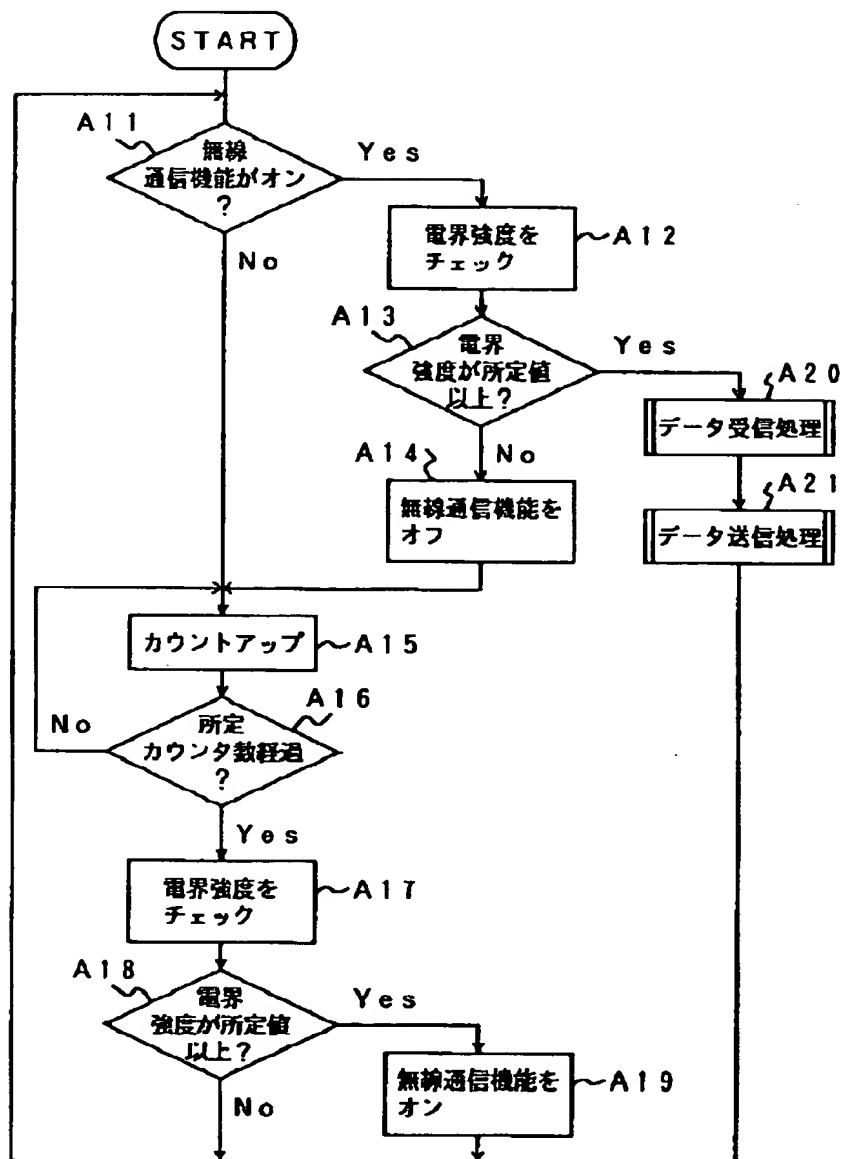 START
A11
無線
通信機能がオン
?
Yes
No
電界強度を
チェック
A12
A13
電界
強度が所定値
以上?
Yes
No
A20
データ受信処理
A14
無線通信機能を
オフ
A21
データ送信処理
カウントアップ
A15
A16
所定
カウンタ数経過
?
No
Yes
電界強度を
チェック
A17
A18
電界
強度が所定値
以上?
Yes
No
無線通信機能を
オン
A19